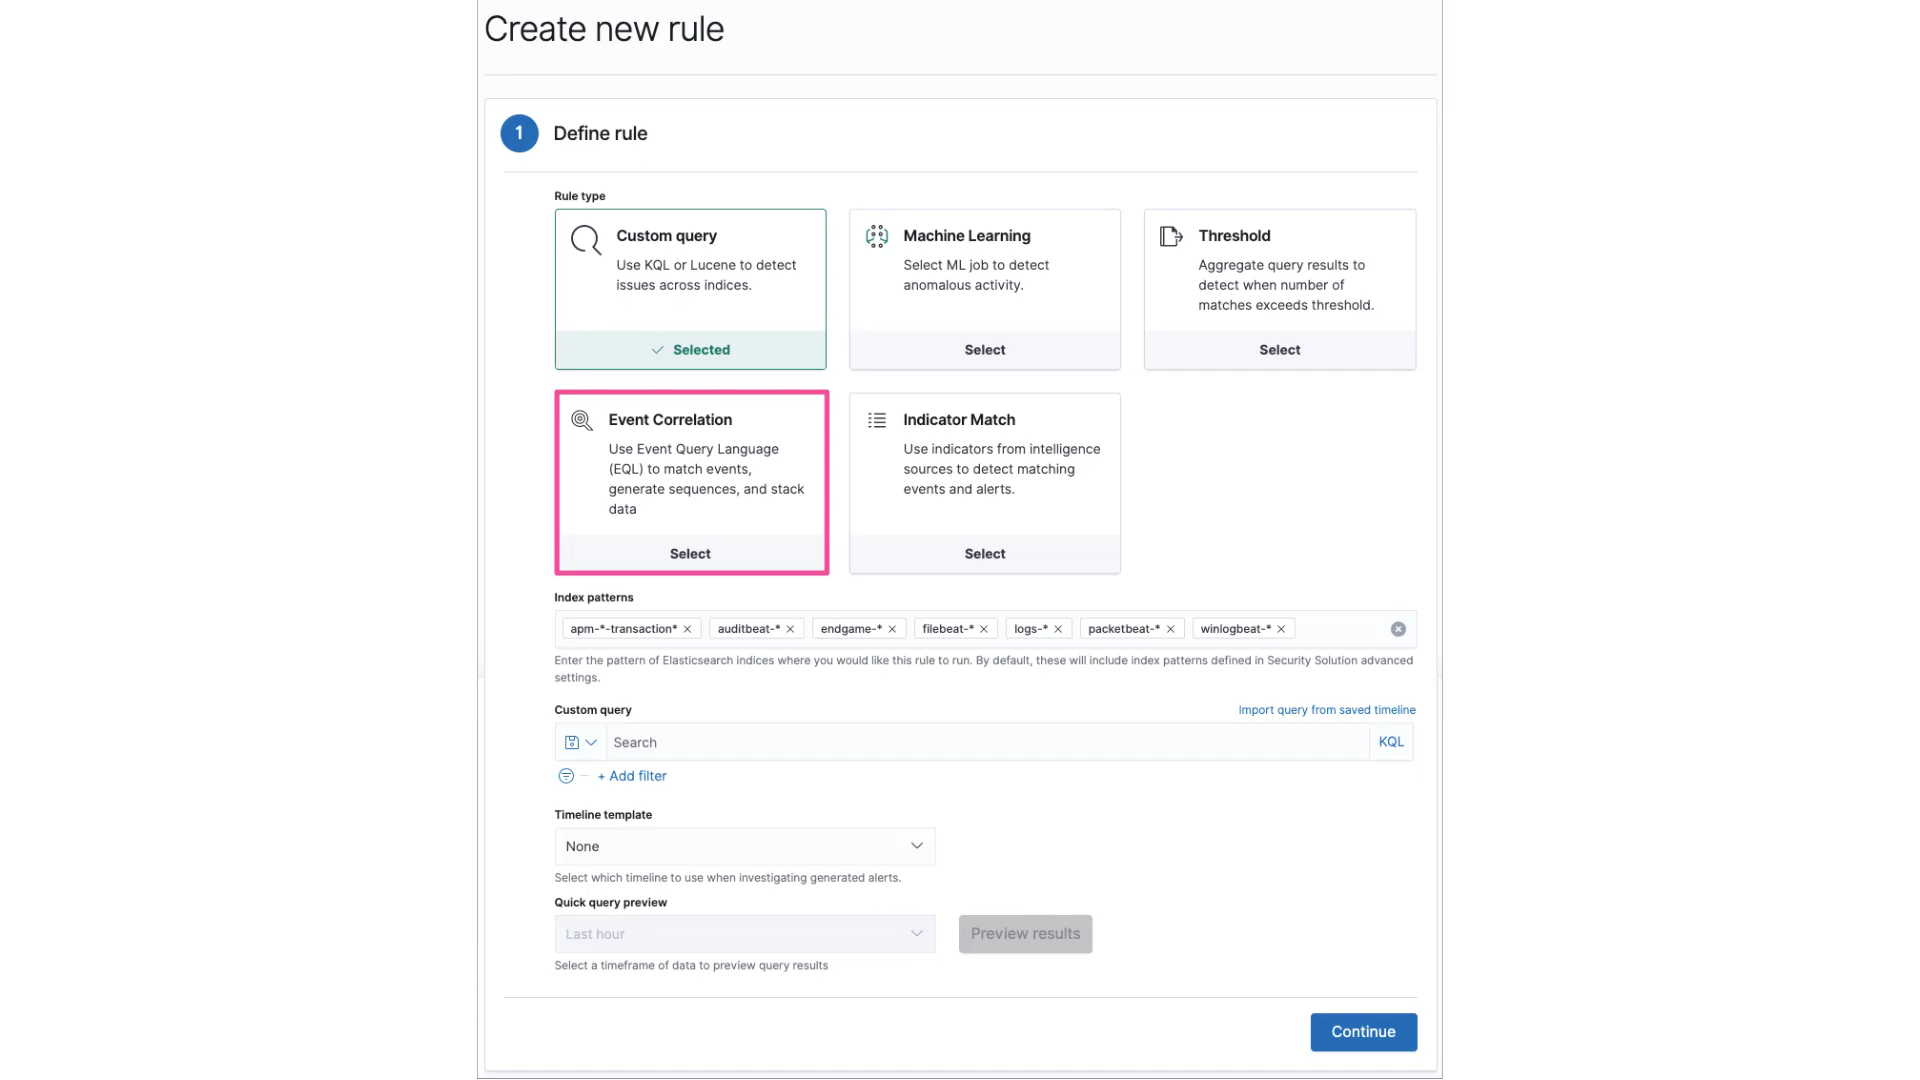 Create new rule
1 Define rule
Rule type
Custom query
Use KQL or Lucene to detect
issues across indices.
Selected
Machine Learning
Select ML job to detect
anomalous activity.
Select
Threshold
Aggregate query results to
detect when number of
matches exceeds threshold.
Select
Event Correlation
Use Event Query Language
(EQL) to match events,
generate sequences, and stack
data
Select
Indicator Match
Use indicators from intelligence
sources to detect matching
events and alerts.
Select
Index patterns
apm-*-transaction* auditbeat-* endgame-* filebeat-* logs-* packetbeat-* winlogbeat-*
Enter the pattern of Elasticsearch indices where you would like this rule to run. By default, these will include index patterns defined in Security Solution advanced
settings.
Custom query Import query from saved timeline
Search KQL
+ Add filter
Timeline template
None
Select which timeline to use when investigating generated alerts.
Quick query preview
Last hour Preview results
Select a timeframe of data to preview query results
Continue